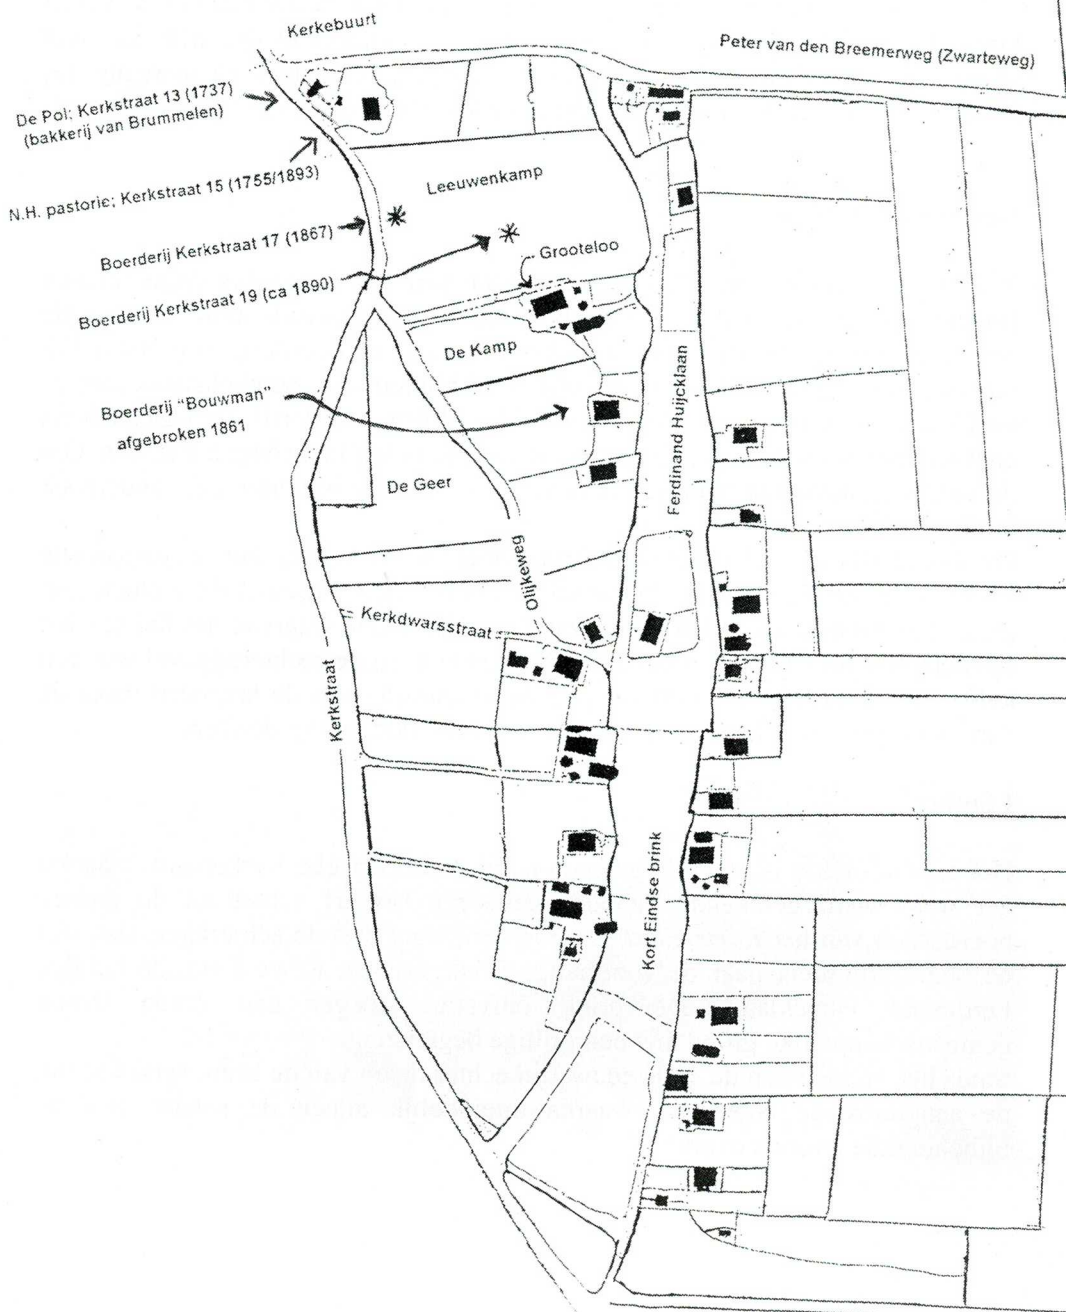 Kerkebuurt
Peter van den Breemerweg (Zwarteweg)
De Pol; Kerkstraat 13 (1737)
(bakkerij van Brummelen)
N.H. pastorie; Kerkstraat 15 (1755/1893)
Leeuwenkamp
Boerderij Kerkstraat 17 (1867)
Grooteloo
Boerderij Kerkstraat 19 (ca 1890)
De Kamp
Boerderij "Bouwman"
afgebroken 1861
Ferdinand Huijcklaan
De Geer
Olijkeweg
Kerkdwarsstraat
Kerkstraat
Kort Eindse brink